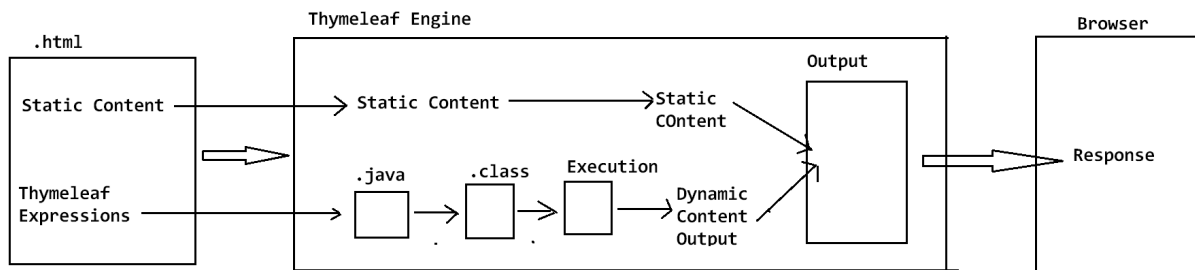 Thymeleaf Engine
Browser
.html
Output
Static Content
Static Content
Static
COntent
Response
Thymeleaf
Expressions
.java
.class
Execution
Dynamic
Content
Output